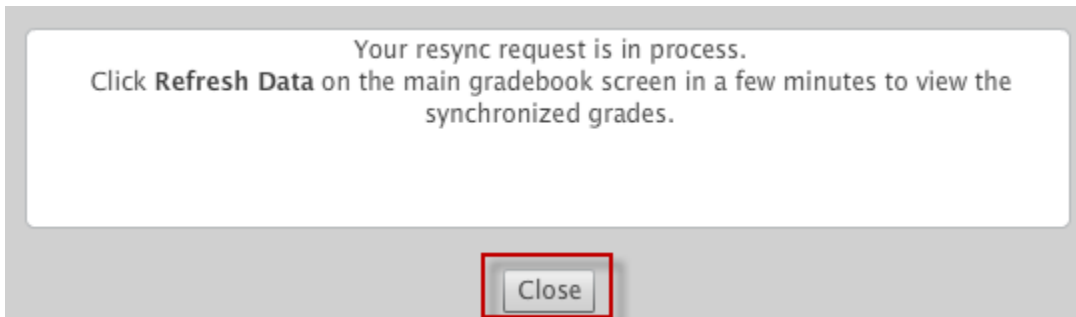 Your resync request is in process.
Click Refresh Data on the main gradebook screen in a few minutes to view the
synchronized grades.
Close